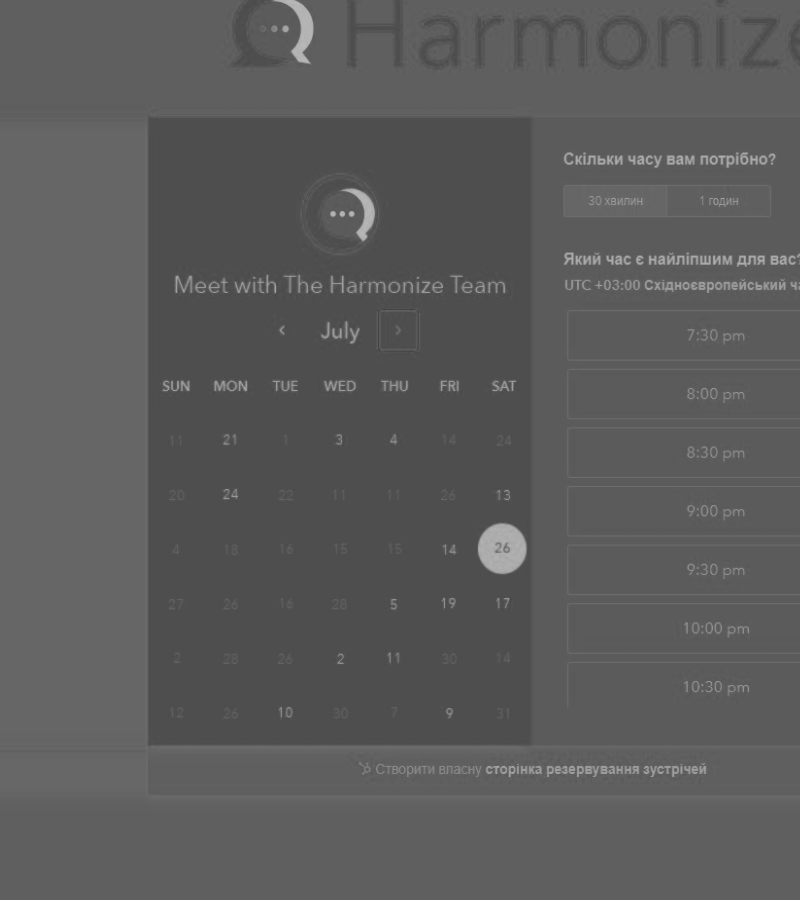 Harmonize
Meet with The Harmonize Team
July
SUN MON TUE WED THU FRI SAT
11 21 1 3 4 14 24
20 24 22 11 11 26 13
4 18 16 15 15 14 26
27 26 16 28 5 19 17
2 28 26 2 11 30 14
12 26 10 30 7 9 31
Скільки часу вам потрібно?
30 хвилин 1 годин
Який час є найліпшим для вас?
UTC +03:00 Східноєвропейський
7:30 pm
8:00 pm
8:30 pm
9:00 pm
9:30 pm
10:00 pm
10:30 pm
Створити власну сторінка резервування зустрічей